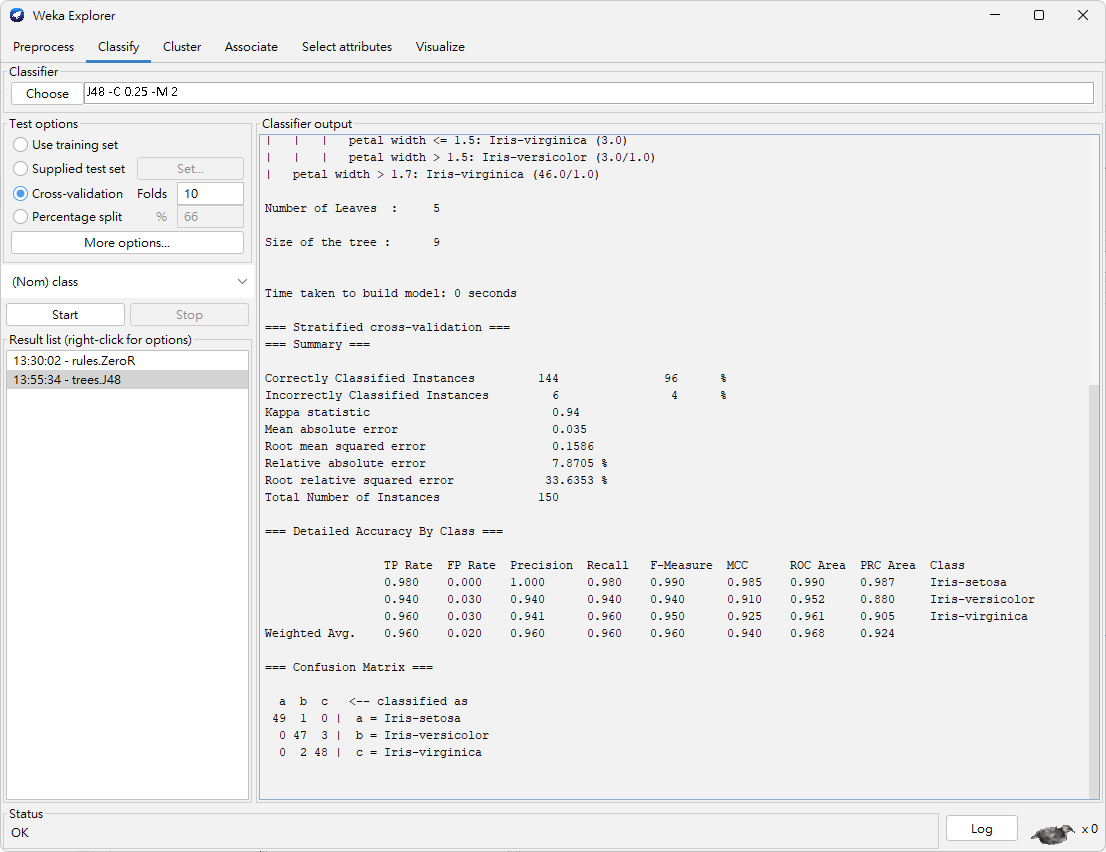 Weka Explorer
Preprocess Classify Cluster Associate Select attributes Visualize
Classifier
Choose J48 -C 0.25 -M 2
Test options
Use training set
Supplied test set Set...
Cross-validation Folds 10
Percentage split % 66
More options...
(Nom) class
Start Stop
Result list (right-click for options)
13:30:02 - rules.ZeroR
13:55:34 - trees.J48
Classifier output
| | | petal width <= 1.5: Iris-virginica (3.0)
| | | petal width > 1.5: Iris-versicolor (3.0/1.0)
| petal width > 1.7: Iris-virginica (46.0/1.0)
Number of Leaves : 5
Size of the tree : 9
Time taken to build model: 0 seconds
=== Stratified cross-validation ===
=== Summary ===
Correctly Classified Instances 144 96 %
Incorrectly Classified Instances 6 4 %
Kappa statistic 0.94
Mean absolute error 0.035
Root mean squared error 0.1586
Relative absolute error 7.8705 %
Root relative squared error 33.6353 %
Total Number of Instances 150
=== Detailed Accuracy By Class ===
TP Rate FP Rate Precision Recall F-Measure MCC ROC Area PRC Area Class
0.980 0.000 1.000 0.980 0.990 0.985 0.990 0.987 Iris-setosa
0.940 0.030 0.940 0.940 0.940 0.910 0.952 0.880 Iris-versicolor
0.960 0.030 0.941 0.960 0.950 0.925 0.961 0.905 Iris-virginica
Weighted Avg. 0.960 0.020 0.960 0.960 0.960 0.940 0.968 0.924
=== Confusion Matrix ===
a b c <-- classified as
49 1 0 | a = Iris-setosa
0 47 3 | b = Iris-versicolor
0 2 48 | c = Iris-virginica
Status
OK
Log x 0